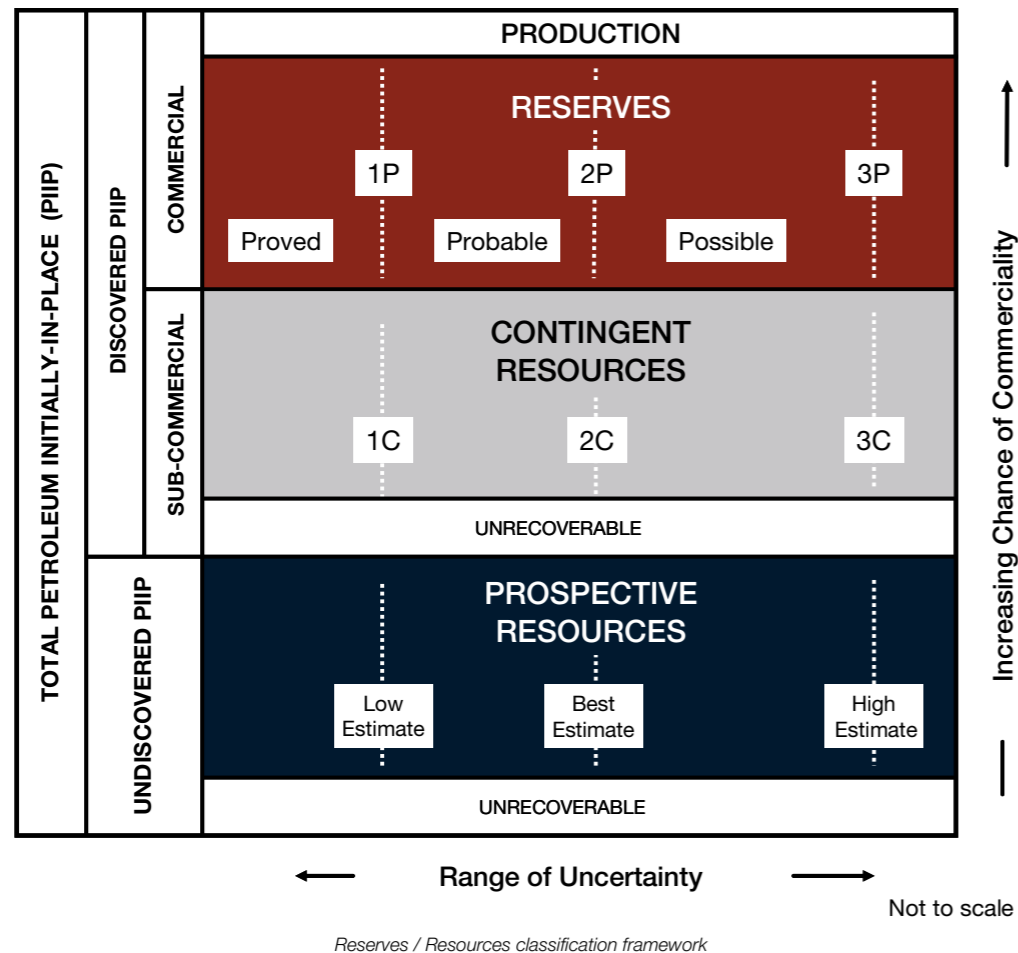 TOTAL PETROLEUM INITIALLY-IN-PLACE (PIIP)
DISCOVERED PIIP
UNDISCOVERED PIIP
COMMERCIAL
SUB-COMMERCIAL
PRODUCTION
RESERVES
1P
2P
3P
Proved
Probable
Possible
CONTINGENT
RESOURCES
1C
2C
3C
UNRECOVERABLE
PROSPECTIVE
RESOURCES
Low
Estimate
Best
Estimate
High
Estimate
UNRECOVERABLE
Increasing Chance of Commerciality
Range of Uncertainty
Not to scale
Reserves / Resources classification framework